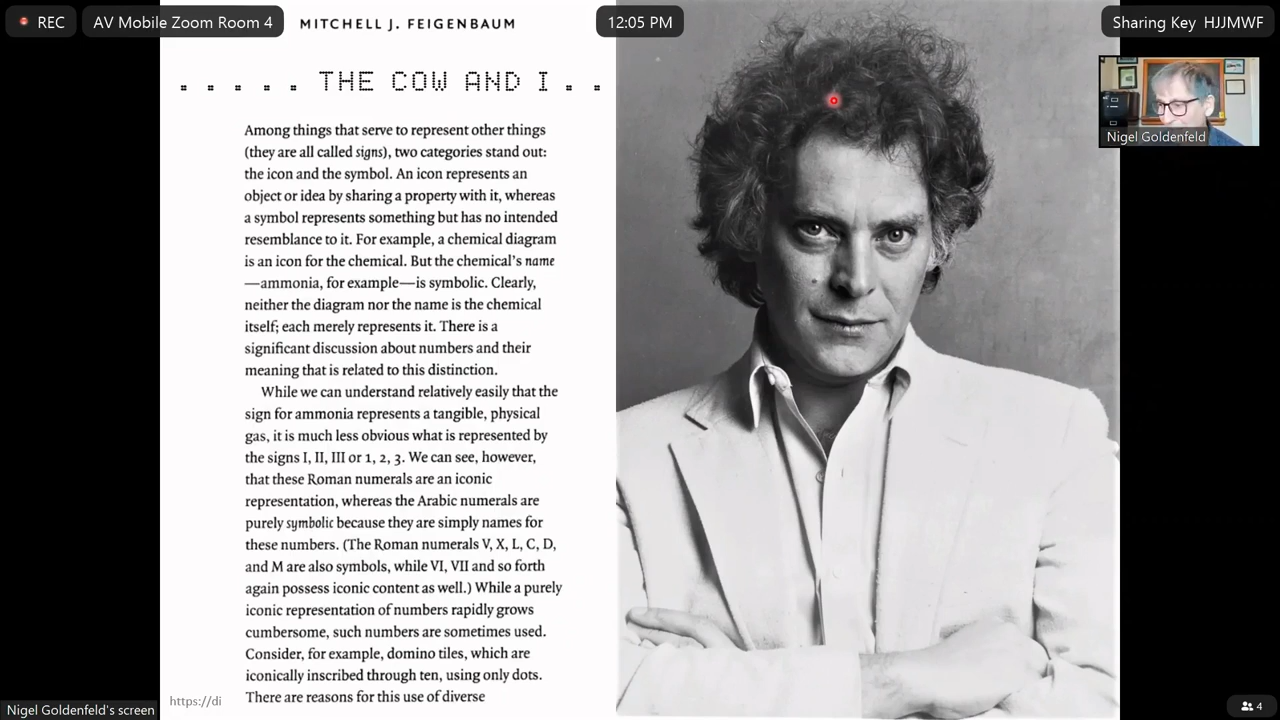 REC
AV Mobile Zoom Room 4
12:05 PM
Sharing Key HJJMWF
MITCHELL J. FEIGENBAUM
. . . . . THE COW AND I . .
Among things that serve to represent other things
(they are all called signs), two categories stand out:
the icon and the symbol. An icon represents an
object or idea by sharing a property with it, whereas
a symbol represents something but has no intended
resemblance to it. For example, a chemical diagram
is an icon for the chemical. But the chemical's name
—ammonia, for example—is symbolic. Clearly,
neither the diagram nor the name is the chemical
itself; each merely represents it. There is a
significant discussion about numbers and their
meaning that is related to this distinction.
While we can understand relatively easily that the
sign for ammonia represents a tangible, physical
gas, it is much less obvious what is represented by
the signs I, II, III or 1, 2, 3. We can see, however,
that these Roman numerals are an iconic
representation, whereas the Arabic numerals are
purely symbolic because they are simply names for
these numbers. (The Roman numerals V, X, L, C, D,
and M are also symbols, while VI, VII and so forth
again possess iconic content as well.) While a purely
iconic representation of numbers rapidly grows
cumbersome, such numbers are sometimes used.
Consider, for example, domino tiles, which are
iconically inscribed through ten, using only dots.
There are reasons for this use of diverse
https://di
Nigel Goldenfeld
Nigel Goldenfeld's screen
4